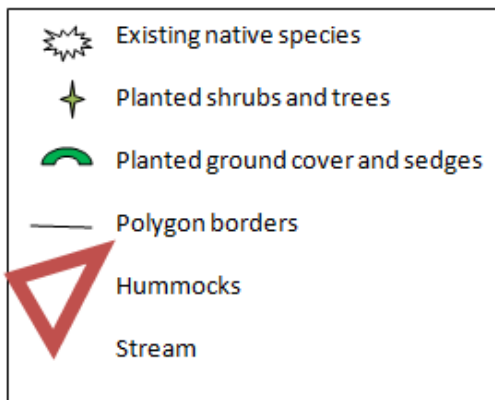 Existing native species
Planted shrubs and trees
Planted ground cover and sedges
Polygon borders
Hummocks
Stream